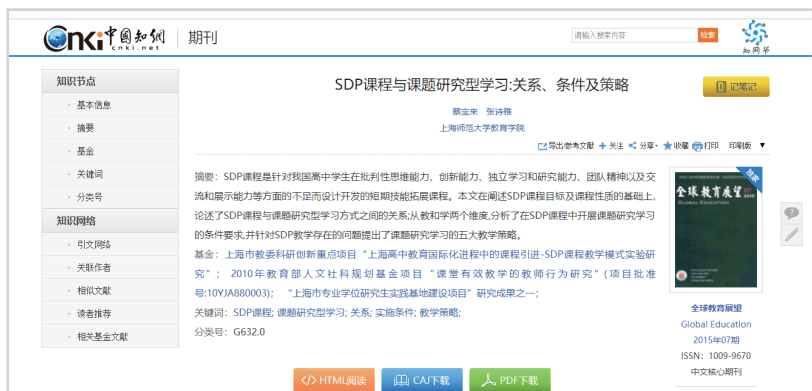 Cnki 中国知网 期刊
cnki.net
请输入搜索内容 检索
知网节
知识节点
· 基本信息
· 摘要
· 基金
· 关键词
· 分类号
知识网络
· 引文网络
· 关联作者
· 相似文献
· 读者推荐
· 相关基金文献
SDP课程与课题研究型学习:关系、条件及策略
记笔记
蔡宝来 张诗雅
上海师范大学教育学院
导出/参考文献 关注 分享 收藏 打印 印刷版
摘要：SDP课程是针对我国高中学生在批判性思维能力、创新能力、独立学习和研究能力、团队精神以及交
流和展示能力等方面的不足而设计开发的短期技能拓展课程。本文在阐述SDP课程目标及课程性质的基础上,
论述了SDP课程与课题研究型学习方式之间的关系;从教和学两个维度,分析了在SDP课程中开展课题研究学习
的条件要求,并针对SDP教学存在的问题提出了课题研究学习的五大教学策略。
基金：上海市教委科研创新重点项目“上海高中教育国际化进程中的课程引进-SDP课程教学模式实验研
究”； 2010年教育部人文社科规划基金项目“课堂有效教学的教师行为研究”(项目批准
号:10YJA880003)； “上海市专业学位研究生实践基地建设项目”研究成果之一；
关键词：SDP课程; 课题研究型学习; 关系; 实施条件; 教学策略;
分类号：G632.0
HTML阅读 CAJ下载 PDF下载
独家
全球教育展望
GLOBAL EDUCATION
全球教育展望
Global Education
2015年07期
ISSN：1009-9670
中文核心期刊